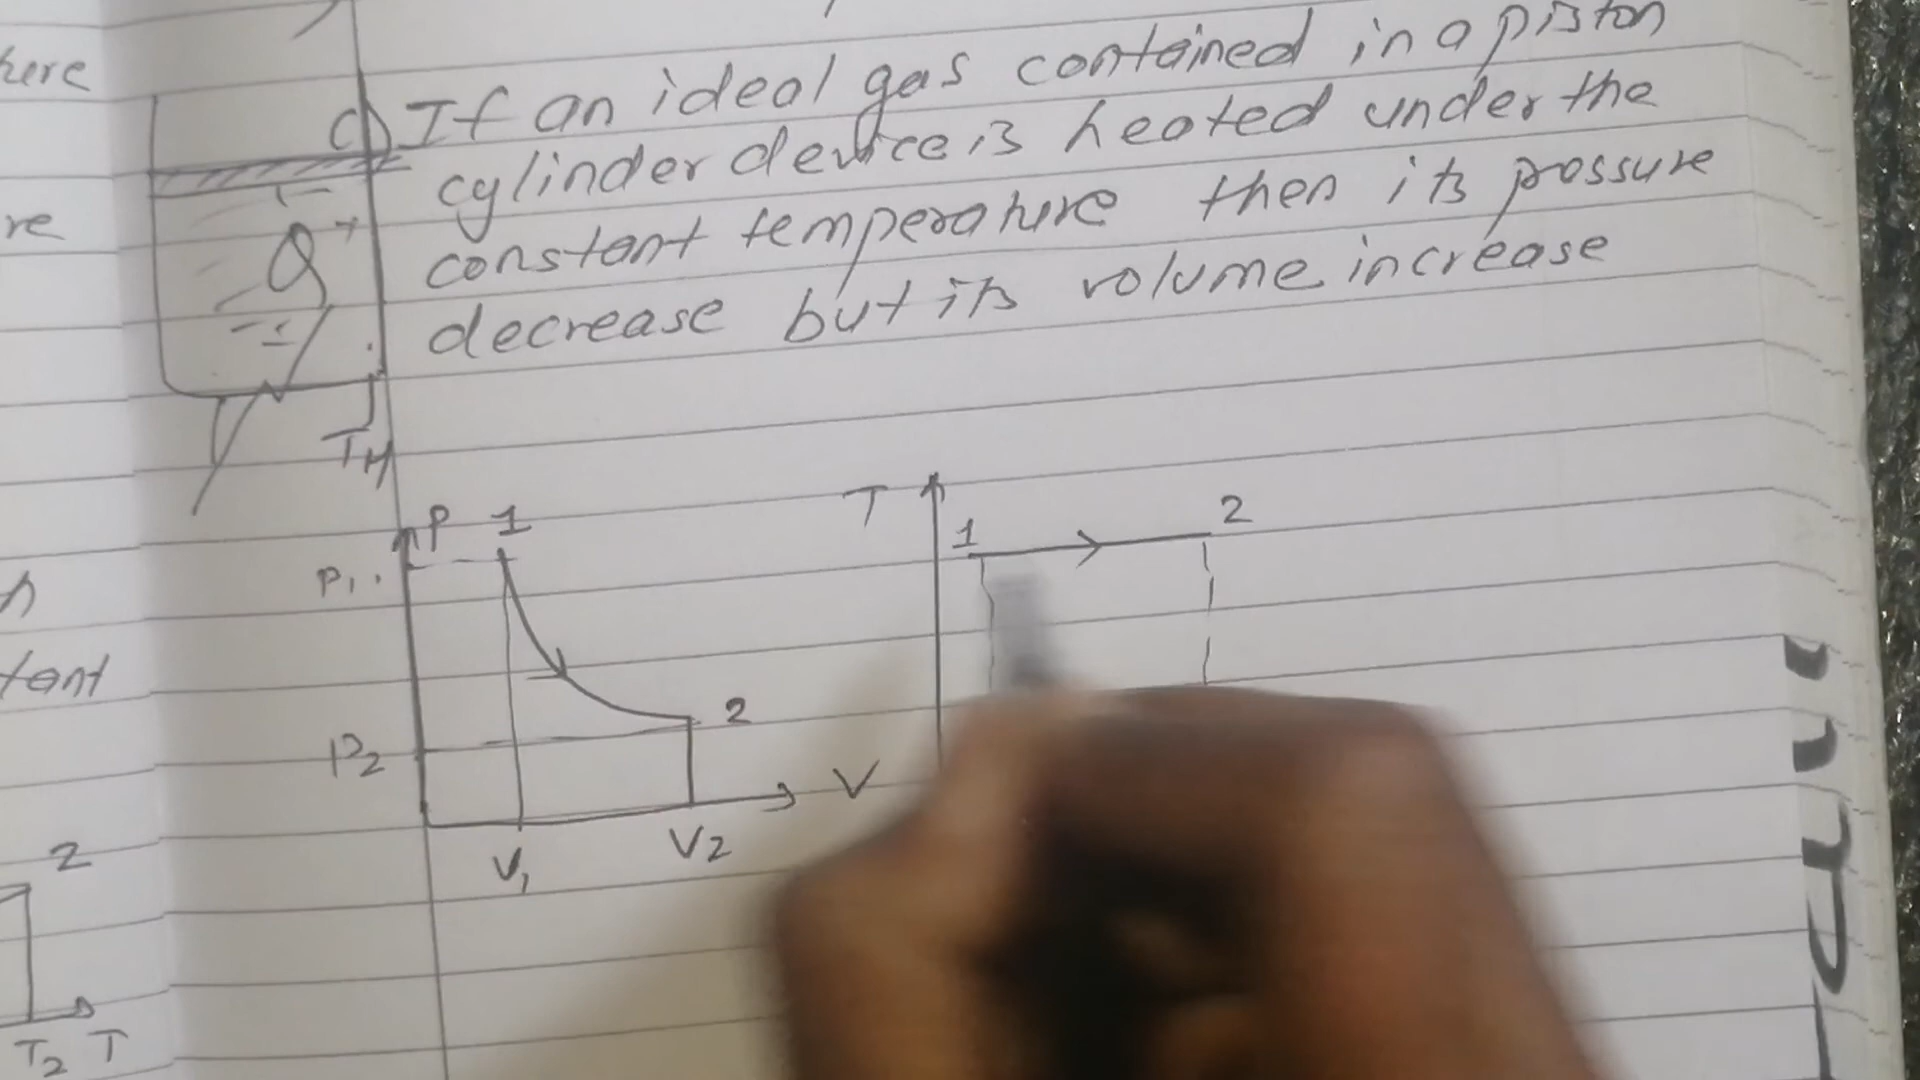 here
re
n
tant
2
T2 T
C) If an ideal gas contained in a piston
cylinder device is heated under the
constant temperature then its pressure
decrease but its volume increase
Q
TH
P 1
P1
P2
2
V
V1
V2
T
1
2